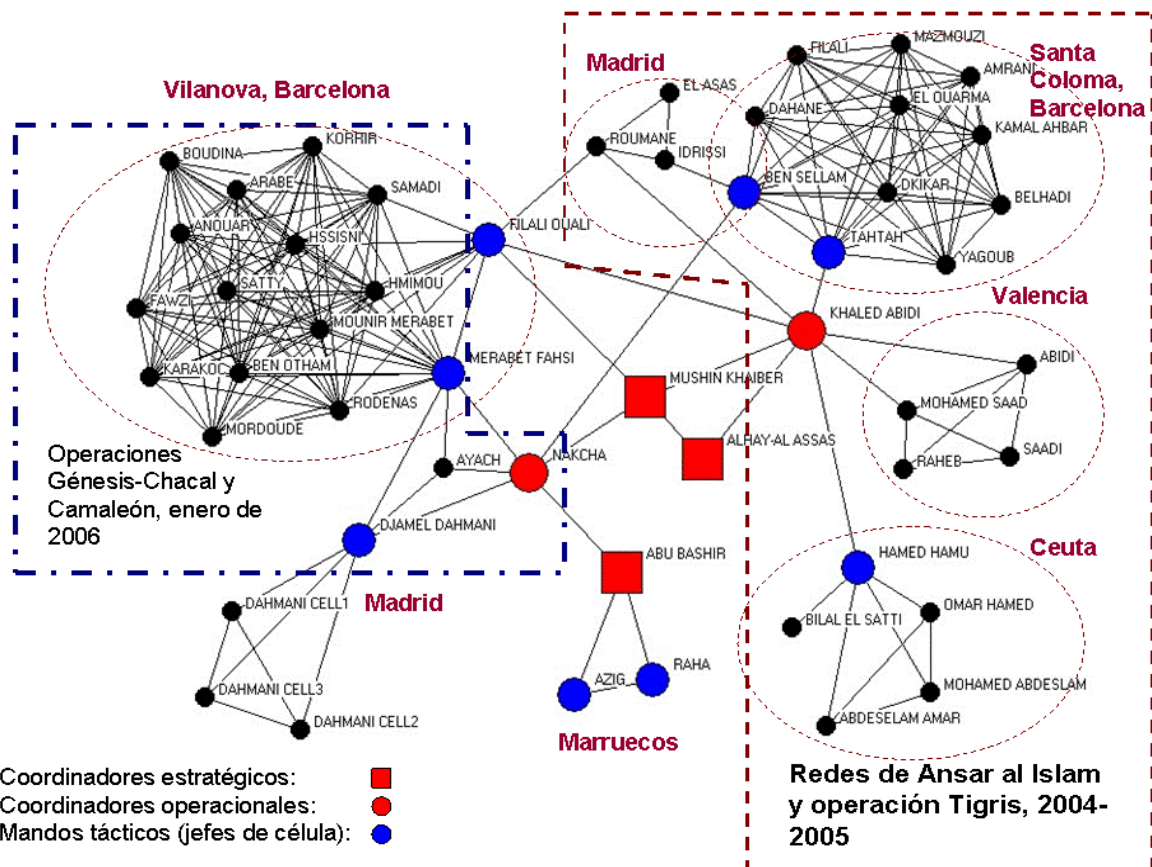 Vilanova, Barcelona
BOUDINA
KORRIR
ARABE
SAMADI
JANOUAR
HSSISNI
SATTY
HMIMOU
FAWZI
MOUNIR MERABET
KARAKOC
BEN OTHAM
RODENAS
MORDOUDE
FILALI OUALI
MERABET FAHSI
Operaciones
Génesis-Chacal y
Camaleón, enero de
2006
AYACH
NAKCHA
DJAMEL DAHMANI
Madrid
EL ASAS
ROUMANE
IDRISSI
Santa
Coloma,
Barcelona
FILALI
MAZMOUZI
AMRANI
DAHANE
EL OUARMA
KAMAL AHBAR
BEN SELLAM
DKIKAR
BELHADI
TAHTAH
YAGOUB
KHALED ABIDI
MUSHIN KHAIBER
ALHAY-AL ASSAS
Valencia
ABIDI
MOHAMED SAAD
RAHEB
SAADI
Madrid
DAHMANI CELL1
DAHMANI CELL3
DAHMANI CELL2
ABU BASHIR
AZIG
RAHA
Marruecos
Ceuta
HAMED HAMU
BILAL EL SATTI
OMAR HAMED
MOHAMED ABDESLAM
ABDESELAM AMAR
Coordinadores estratégicos:
Coordinadores operacionales:
Mandos tácticos (jefes de célula):
Redes de Ansar al Islam
y operación Tigris, 2004-
2005